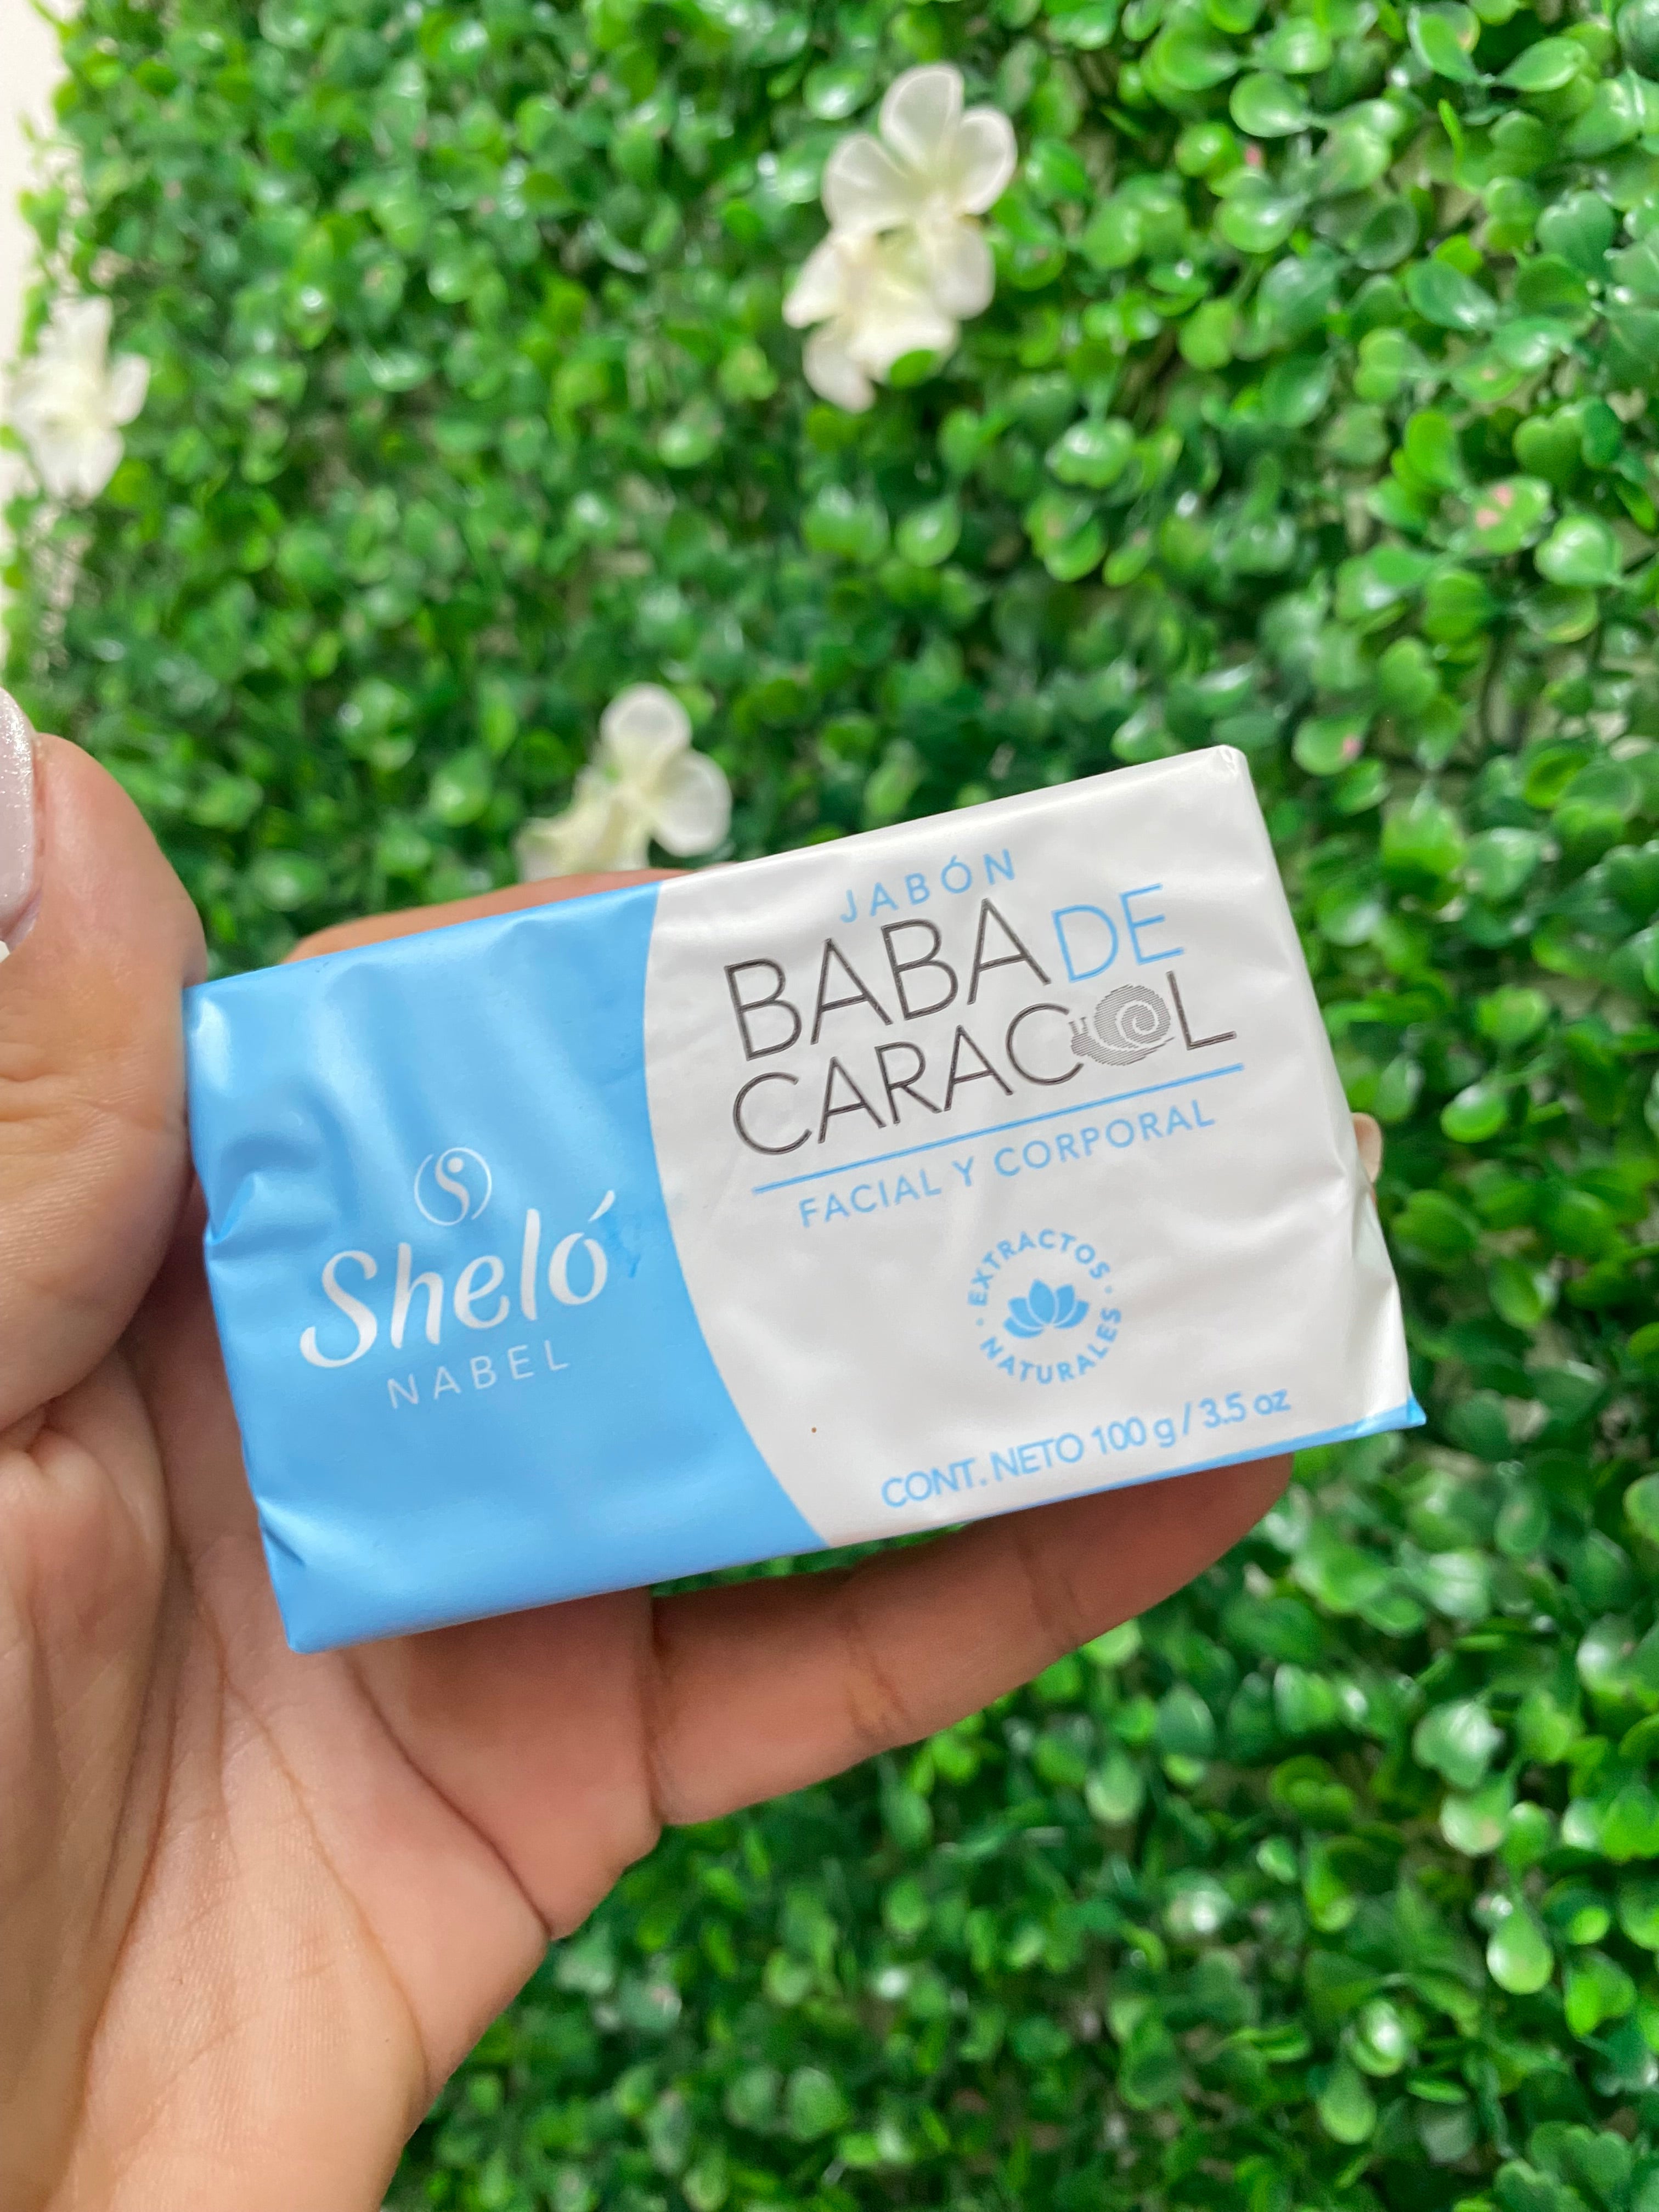 JABÓN
BABA DE
CARACOL
FACIAL Y CORPORAL
Sheló
NABEL
EXTRACTOS
NATURALES
CONT. NETO 100 g / 3.5 oz